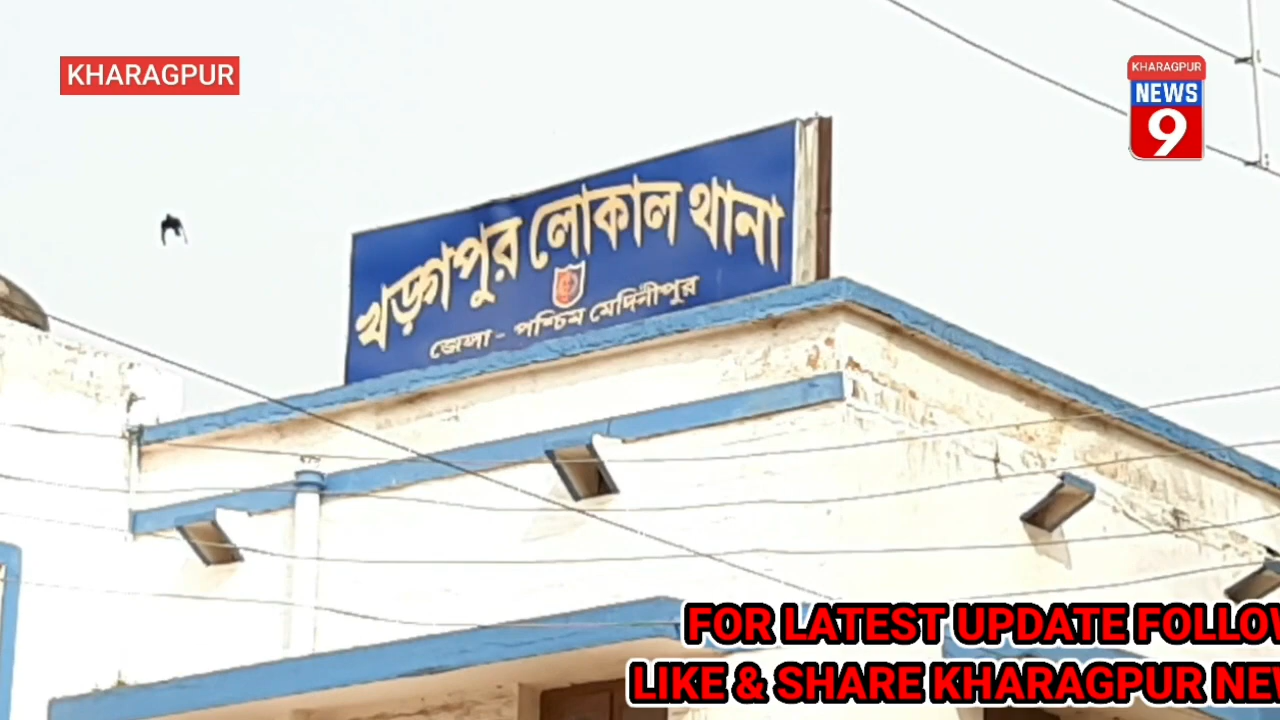 KHARAGPUR
KHARAGPUR
NEWS
9
খড়্গপুর লোকাল থানা
জেলা - পশ্চিম মেদিনীপুর
FOR LATEST UPDATE FOLLOW
LIKE & SHARE KHARAGPUR NEW